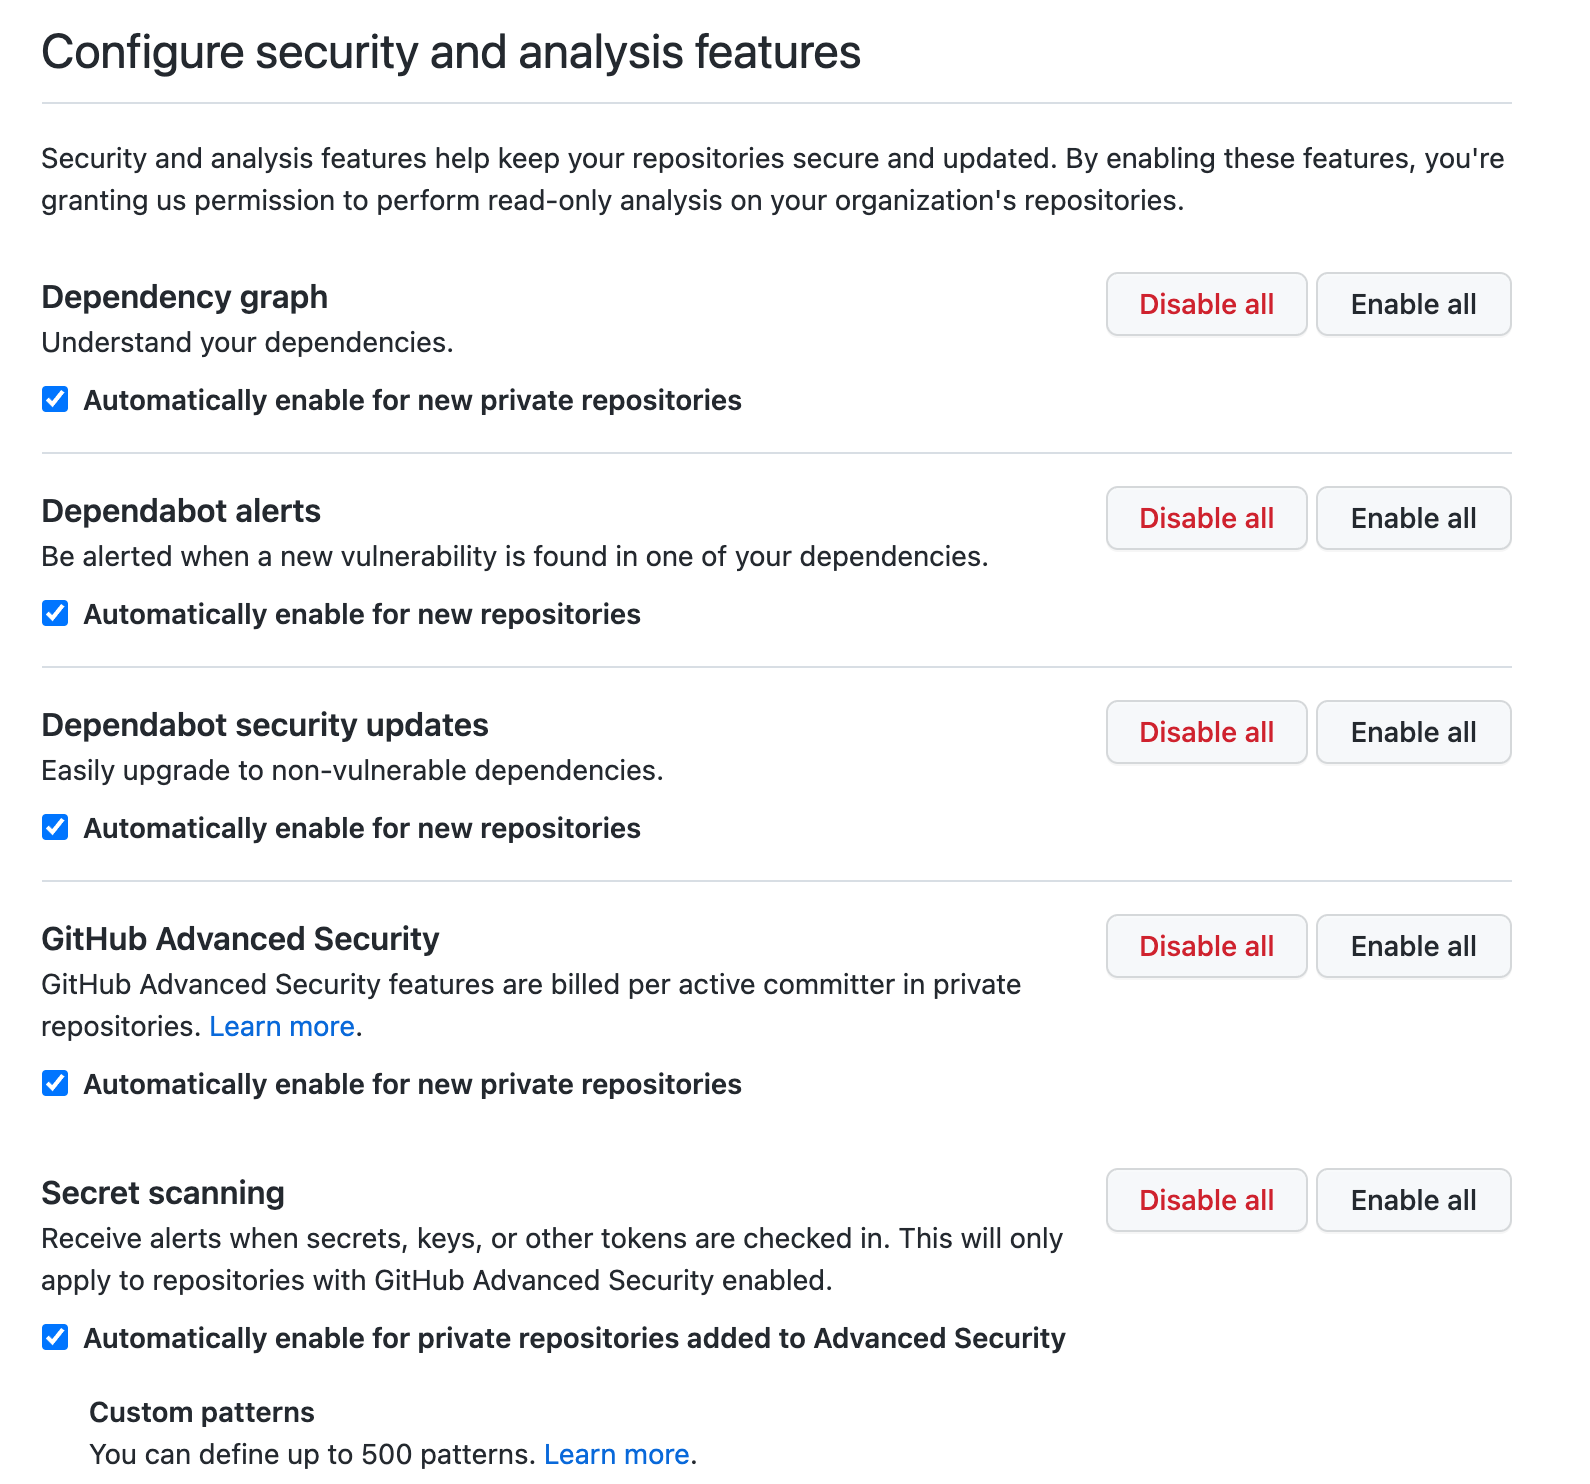 Configure security and analysis features
Security and analysis features help keep your repositories secure and updated. By enabling these features, you're
granting us permission to perform read-only analysis on your organization's repositories.
Dependency graph
Disable all
Enable all
Understand your dependencies.
Automatically enable for new private repositories
Dependabot alerts
Disable all
Enable all
Be alerted when a new vulnerability is found in one of your dependencies.
Automatically enable for new repositories
Dependabot security updates
Disable all
Enable all
Easily upgrade to non-vulnerable dependencies.
Automatically enable for new repositories
GitHub Advanced Security
Disable all
Enable all
GitHub Advanced Security features are billed per active committer in private
repositories. Learn more.
Automatically enable for new private repositories
Secret scanning
Disable all
Enable all
Receive alerts when secrets, keys, or other tokens are checked in. This will only
apply to repositories with GitHub Advanced Security enabled.
Automatically enable for private repositories added to Advanced Security
Custom patterns
You can define up to 500 patterns. Learn more.